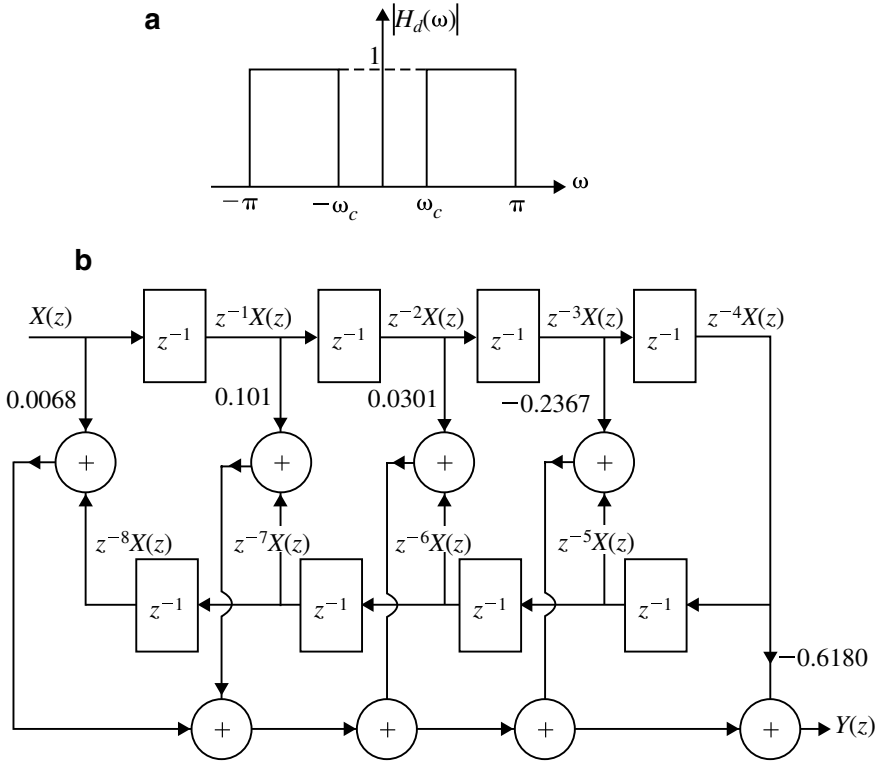 a
|H_d(ω)|
1
−π
−ω_c
ω_c
π
ω
b
X(z)
z⁻¹
z⁻¹X(z)
z⁻¹
z⁻²X(z)
z⁻¹
z⁻³X(z)
z⁻¹
z⁻⁴X(z)
0.0068
0.101
0.0301
−0.2367
+
+
+
+
z⁻⁸X(z)
z⁻⁷X(z)
z⁻⁶X(z)
z⁻⁵X(z)
z⁻¹
z⁻¹
z⁻¹
z⁻¹
−0.6180
+
+
+
+
Y(z)